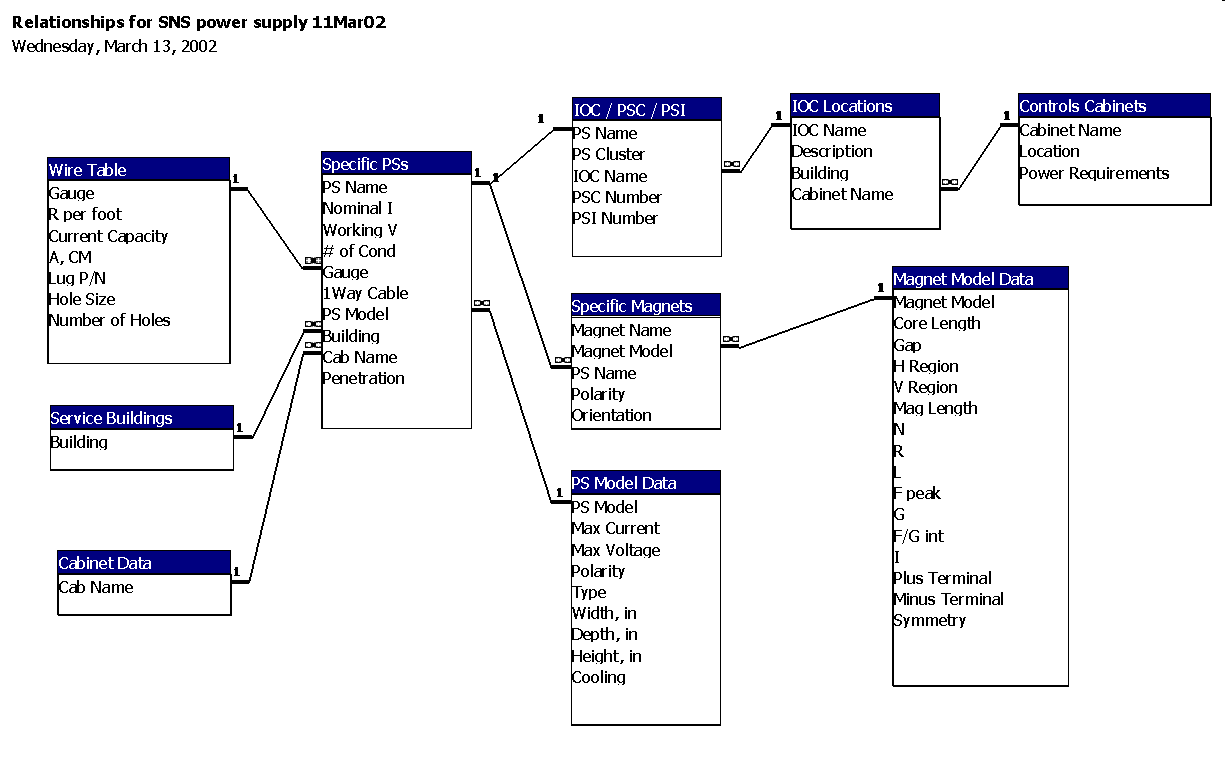 Relationships for SNS power supply 11Mar02
Wednesday, March 13, 2002
Wire Table
Gauge
R per foot
Current Capacity
A, CM
Lug P/N
Hole Size
Number of Holes
Service Buildings
Building
Cabinet Data
Cab Name
Specific PSs
PS Name
Nominal I
Working V
# of Cond
Gauge
1Way Cable
PS Model
Building
Cab Name
Penetration
IOC / PSC / PSI
PS Name
PS Cluster
IOC Name
PSC Number
PSI Number
Specific Magnets
Magnet Name
Magnet Model
PS Name
Polarity
Orientation
PS Model Data
PS Model
Max Current
Max Voltage
Polarity
Type
Width, in
Depth, in
Height, in
Cooling
IOC Locations
IOC Name
Description
Building
Cabinet Name
Controls Cabinets
Cabinet Name
Location
Power Requirements
Magnet Model Data
Magnet Model
Core Length
Gap
H Region
V Region
Mag Length
N
R
L
F peak
G
F/G int
I
Plus Terminal
Minus Terminal
Symmetry
1
∞
1
∞
1
∞
1
1
∞
∞
1
1
∞
1
∞
1
∞
1